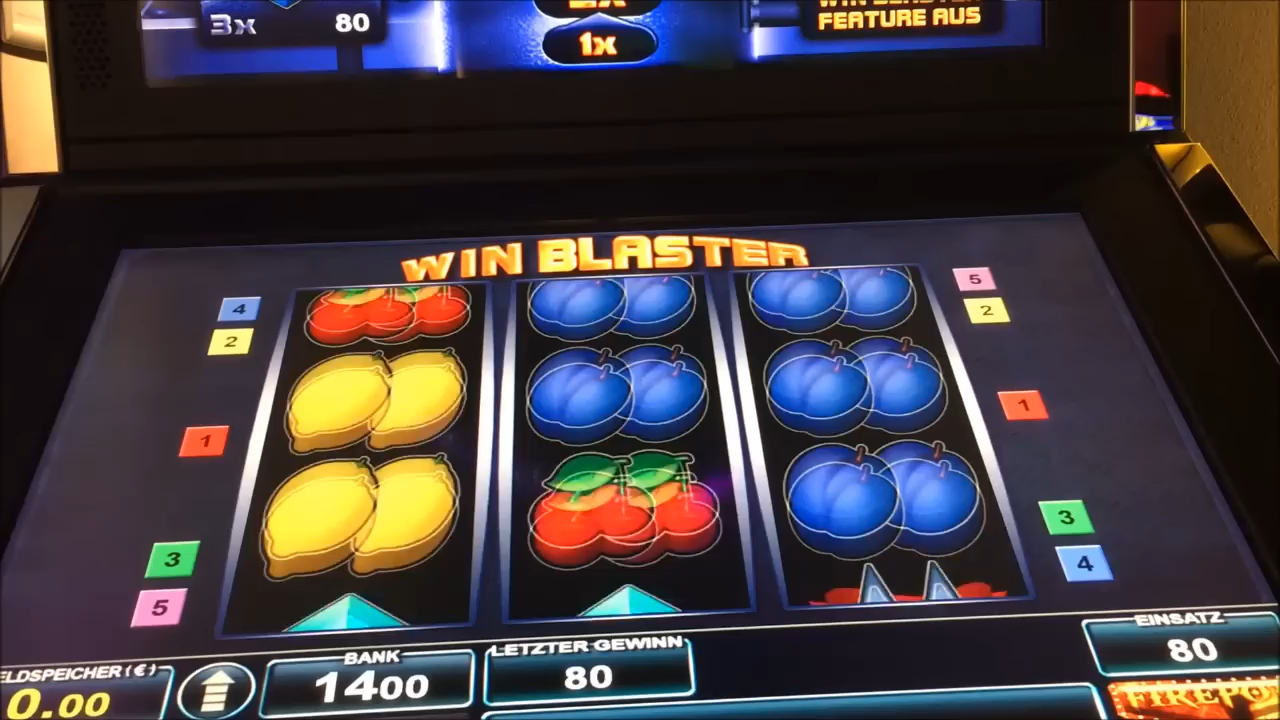 3x 80
1x
FEATURE AUS
WIN BLASTER
4
2
1
3
5
5
2
1
3
4
BANK
1400
LETZTER GEWINN
80
EINSATZ
80
0.00